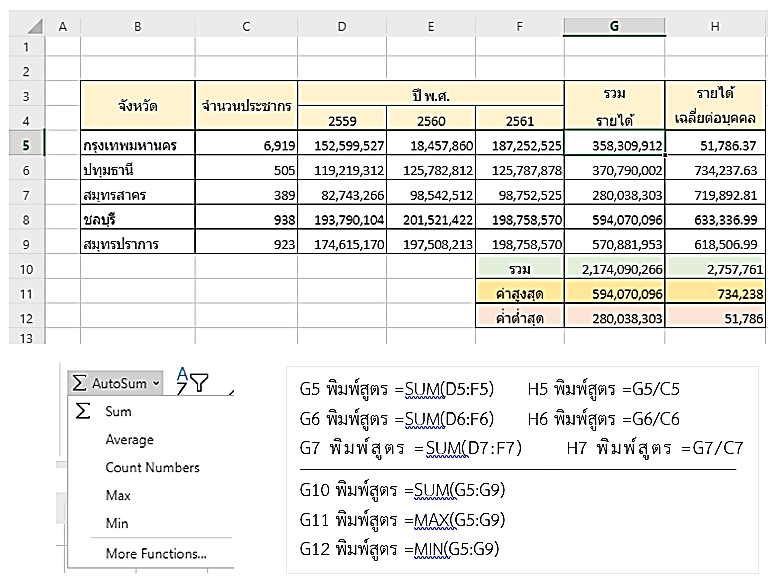 A B C D E F G H
1
2
3 จังหวัด จำนวนประชากร ปี พ.ศ. รวม รายได้
4 2559 2560 2561 รายได้ เฉลี่ยต่อบุคคล
5 กรุงเทพมหานคร 6,919 152,599,527 18,457,860 187,252,525 358,309,912 51,786.37
6 ปทุมธานี 505 119,219,312 125,782,812 125,787,878 370,790,002 734,237.63
7 สมุทรสาคร 389 82,743,266 98,542,512 98,752,525 280,038,303 719,892.81
8 ชลบุรี 938 193,790,104 201,521,422 198,758,570 594,070,096 633,336.99
9 สมุทรปราการ 923 174,615,170 197,508,213 198,758,570 570,881,953 618,506.99
10 รวม 2,174,090,266 2,757,761
11 ค่าสูงสุด 594,070,096 734,238
12 ค่ำต่ำสุด 280,038,303 51,786
13
Σ AutoSum
Σ Sum
Average
Count Numbers
Max
Min
More Functions...
G5 พิมพ์สูตร =SUM(D5:F5) H5 พิมพ์สูตร =G5/C5
G6 พิมพ์สูตร =SUM(D6:F6) H6 พิมพ์สูตร =G6/C6
G7 พิมพ์สูตร =SUM(D7:F7) H7 พิมพ์สูตร =G7/C7
G10 พิมพ์สูตร =SUM(G5:G9)
G11 พิมพ์สูตร =MAX(G5:G9)
G12 พิมพ์สูตร =MIN(G5:G9)